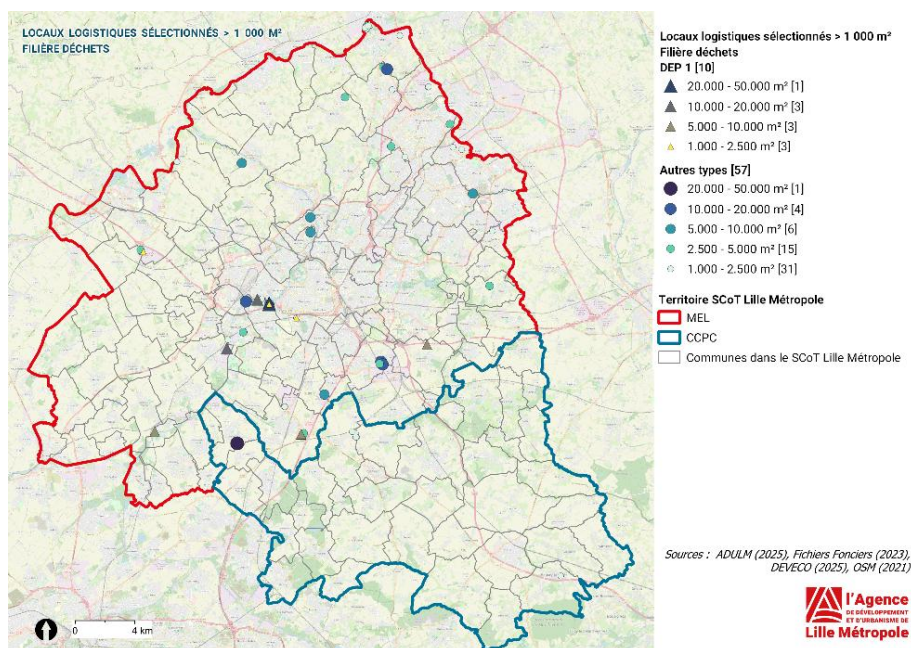 LOCAUX LOGISTIQUES SÉLECTIONNÉS > 1 000 M²
FILIÈRE DÉCHETS
0 4 km
Locaux logistiques sélectionnés > 1 000 m²
Filière déchets
DEP 1 [10]
20.000 - 50.000 m² [1]
10.000 - 20.000 m² [3]
5.000 - 10.000 m² [3]
1.000 - 2.500 m² [3]
Autres types [57]
20.000 - 50.000 m² [1]
10.000 - 20.000 m² [4]
5.000 - 10.000 m² [6]
2.500 - 5.000 m² [15]
1.000 - 2.500 m² [31]
Territoire SCoT Lille Métropole
MEL
CCPC
Communes dans le SCoT Lille Métropole
Sources : ADULM (2025), Fichiers Fonciers (2023),
DEVECO (2025), OSM (2021)
l'Agence
DE DÉVELOPPEMENT
ET D'URBANISME DE
Lille Métropole